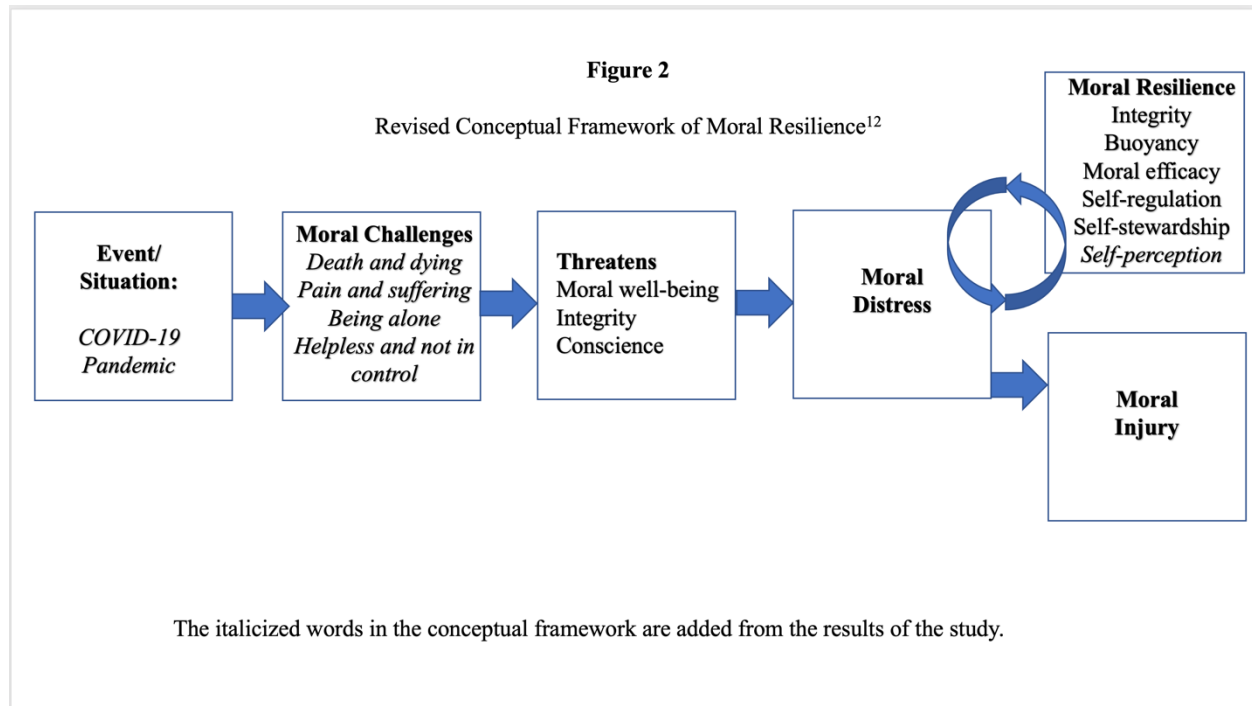 Figure 2
Revised Conceptual Framework of Moral Resilience¹²
Event/
Situation:
COVID-19
Pandemic
Moral Challenges
Death and dying
Pain and suffering
Being alone
Helpless and not in
control
Threatens
Moral well-being
Integrity
Conscience
Moral
Distress
Moral Resilience
Integrity
Buoyancy
Moral efficacy
Self-regulation
Self-stewardship
Self-perception
Moral
Injury
The italicized words in the conceptual framework are added from the results of the study.